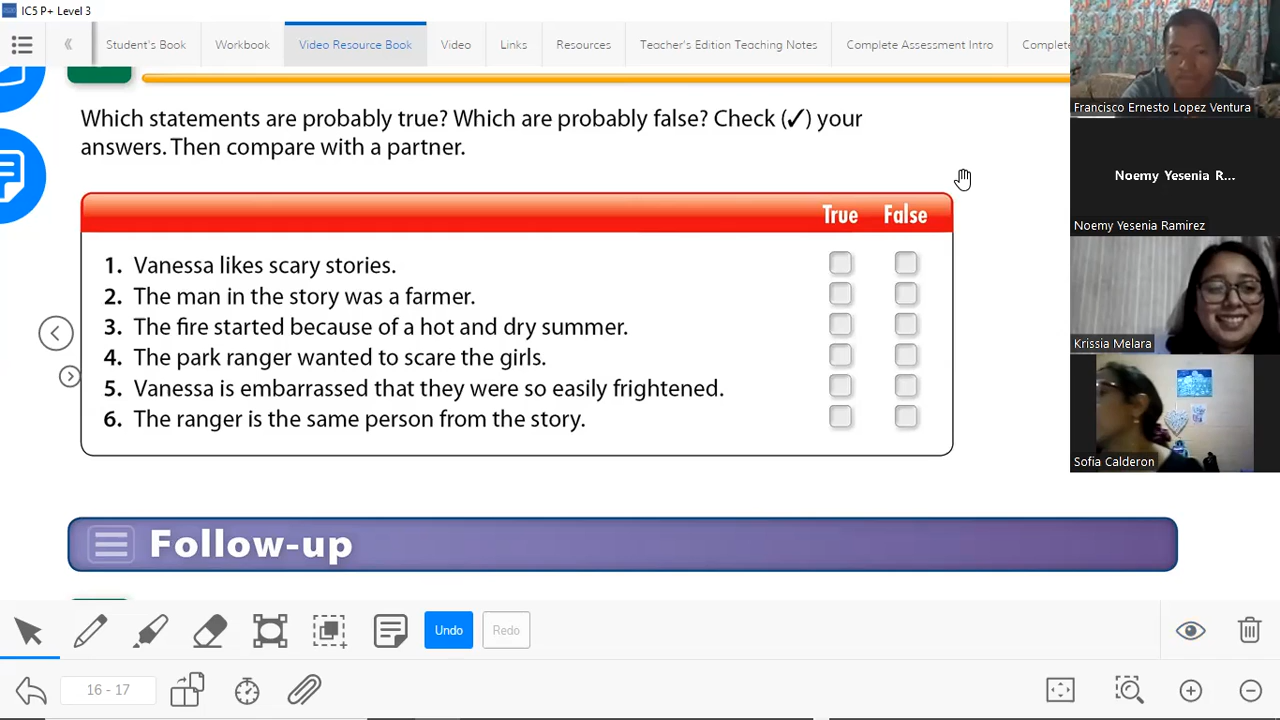 IC5 P+ Level 3
Student's Book
Workbook
Video Resource Book
Video
Links
Resources
Teacher's Edition Teaching Notes
Complete Assessment Intro
Complete
Which statements are probably true? Which are probably false? Check (✓) your
answers. Then compare with a partner.
True False
1. Vanessa likes scary stories.
2. The man in the story was a farmer.
3. The fire started because of a hot and dry summer.
4. The park ranger wanted to scare the girls.
5. Vanessa is embarrassed that they were so easily frightened.
6. The ranger is the same person from the story.
Follow-up
Undo
Redo
16 - 17
Francisco Ernesto Lopez Ventura
Noemy Yesenia R...
Noemy Yesenia Ramirez
Krissia Melara
Sofia Calderon